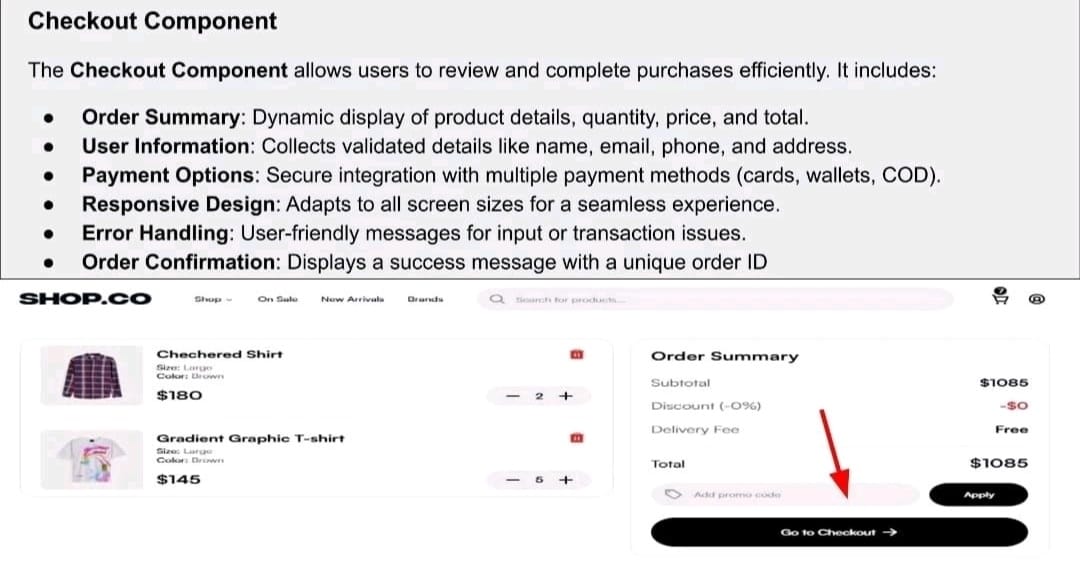 Checkout Component
The Checkout Component allows users to review and complete purchases efficiently. It includes:
● Order Summary: Dynamic display of product details, quantity, price, and total.
● User Information: Collects validated details like name, email, phone, and address.
● Payment Options: Secure integration with multiple payment methods (cards, wallets, COD).
● Responsive Design: Adapts to all screen sizes for a seamless experience.
● Error Handling: User-friendly messages for input or transaction issues.
● Order Confirmation: Displays a success message with a unique order ID
SHOP.CO Shop On Sale New Arrivals Brands Search for products... 7
Chechered Shirt
Size: Large
Color: Brown
$180 — 2 +
Gradient Graphic T-shirt
Size: Large
Color: Brown
$145 — 5 +
Order Summary
Subtotal $1085
Discount (-0%) -$0
Delivery Fee Free
Total $1085
Add promo code Apply
Go to Checkout →